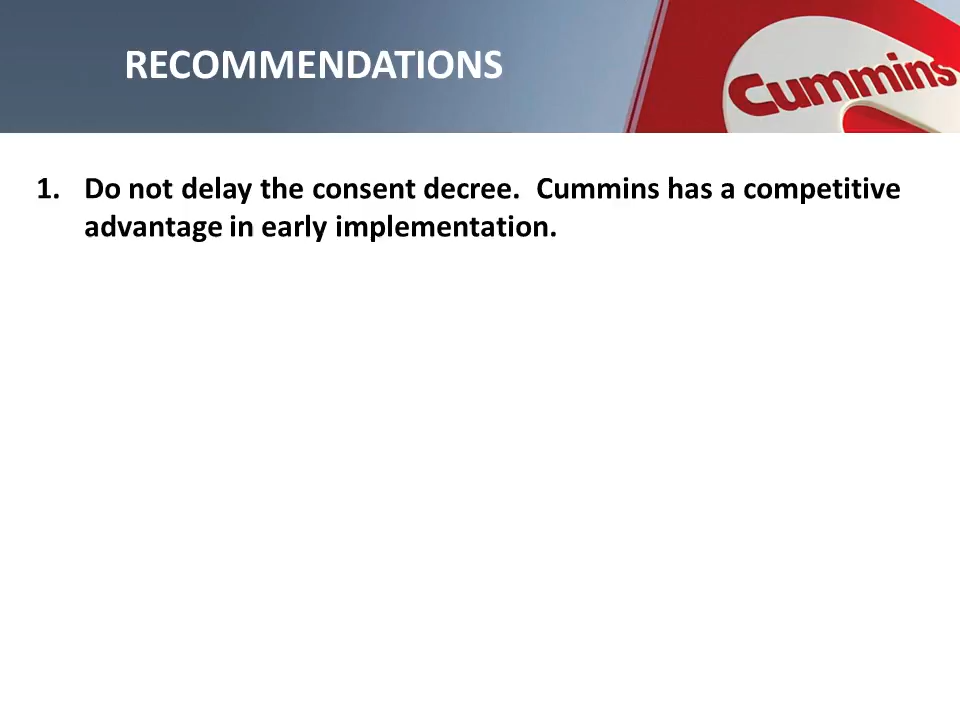 RECOMMENDATIONS
Cummins
1. Do not delay the consent decree.  Cummins has a competitive
advantage in early implementation.